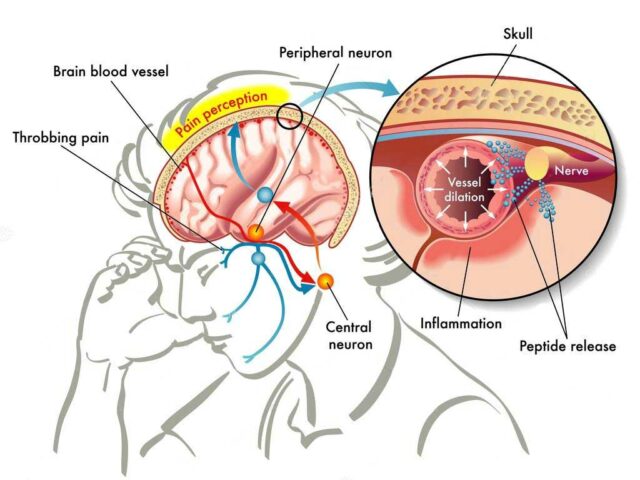 Skull
Peripheral neuron
Brain blood vessel
Pain perception
Throbbing pain
Nerve
Vessel
dilation
Central
neuron
Inflammation
Peptide release